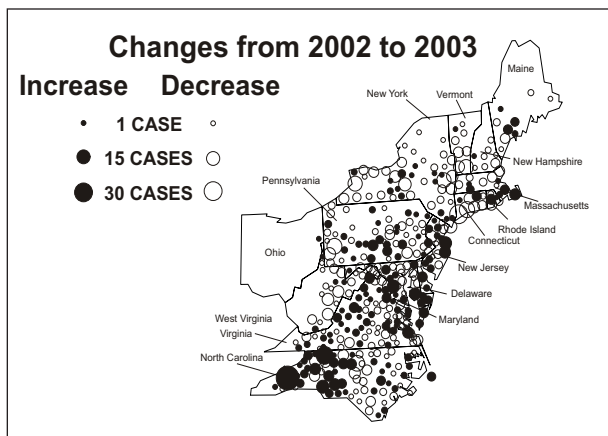 Changes from 2002 to 2003
Increase Decrease
1 CASE
15 CASES
30 CASES
Maine
New York
Vermont
New Hampshire
Pennsylvania
Massachusetts
Rhode Island
Connecticut
Ohio
New Jersey
Delaware
Maryland
West Virginia
Virginia
North Carolina